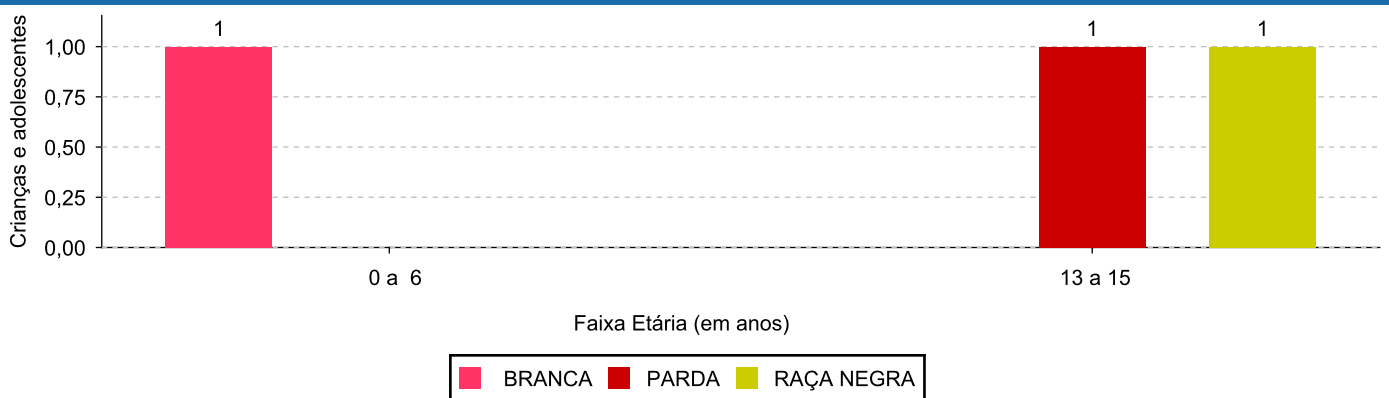 Crianças e adolescentes
1 1 1
1,00
0,75
0,50
0,25
0,00
0 a 6 13 a 15
Faixa Etária (em anos)
BRANCA PARDA RAÇA NEGRA